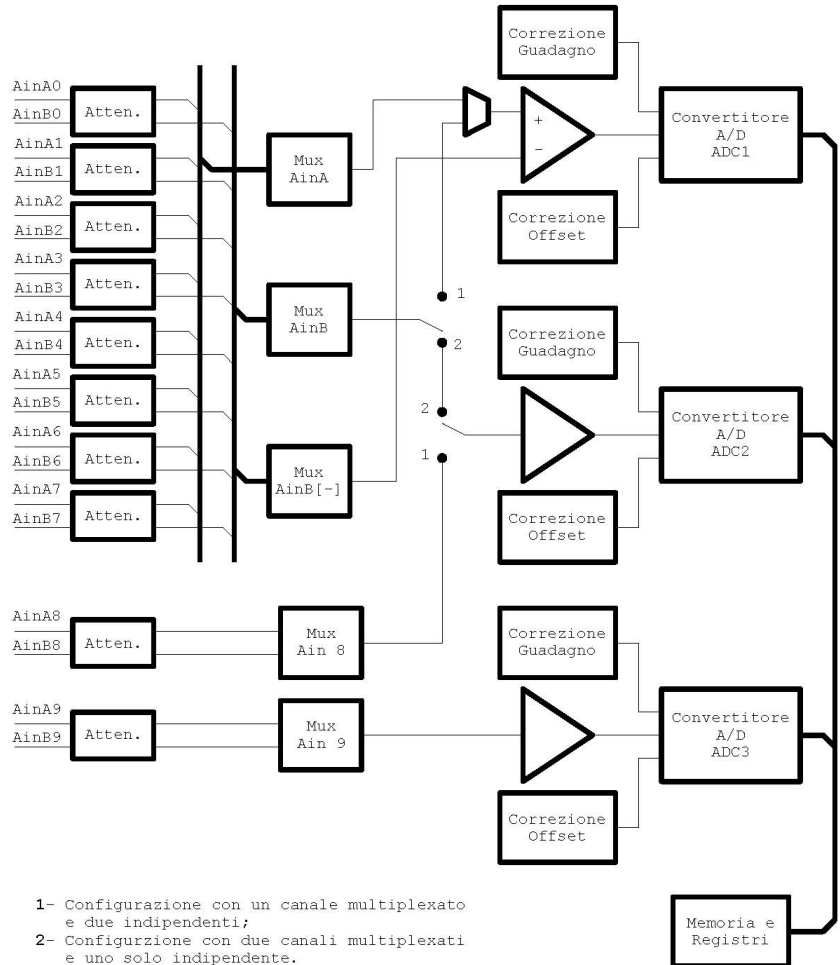 Correzione
Guadagno
AinA0
AinB0
Atten.
AinA1
AinB1
Atten.
AinA2
AinB2
Atten.
AinA3
AinB3
Atten.
AinA4
AinB4
Atten.
AinA5
AinB5
Atten.
AinA6
AinB6
Atten.
AinA7
AinB7
Atten.
Mux
AinA
Mux
AinB
Mux
AinB[-]
+
-
Convertitore
A/D
ADC1
Correzione
Offset
1
2
2
1
Correzione
Guadagno
Convertitore
A/D
ADC2
Correzione
Offset
AinA8
AinB8
Atten.
Mux
Ain 8
AinA9
AinB9
Atten.
Mux
Ain 9
Correzione
Guadagno
Convertitore
A/D
ADC3
Correzione
Offset
1- Configurazione con un canale multiplexato
e due indipendenti;
2- Configurzione con due canali multiplexati
e uno solo indipendente.
Memoria e
Registri